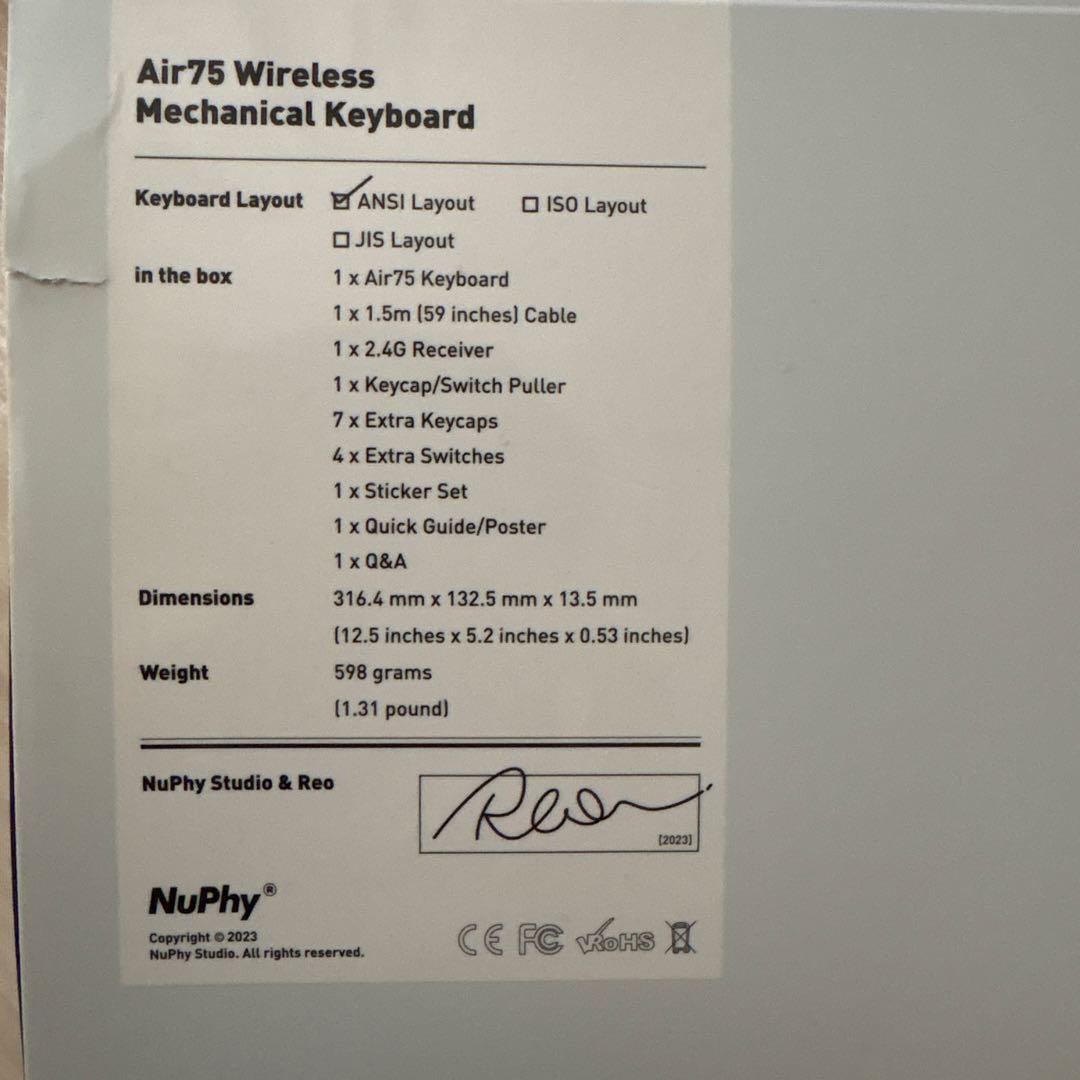 Air75 Wireless
Mechanical Keyboard
Keyboard Layout ☑ ANSI Layout ☐ ISO Layout
☐ JIS Layout
in the box 1 x Air75 Keyboard
1 x 1.5m (59 inches) Cable
1 x 2.4G Receiver
1 x Keycap/Switch Puller
7 x Extra Keycaps
4 x Extra Switches
1 x Sticker Set
1 x Quick Guide/Poster
1 x Q&A
Dimensions 316.4 mm x 132.5 mm x 13.5 mm
(12.5 inches x 5.2 inches x 0.53 inches)
Weight 598 grams
(1.31 pound)
NuPhy Studio & Reo
Reo
[2023]
NuPhy®
Copyright © 2023
NuPhy Studio. All rights reserved.
CE FC RoHS